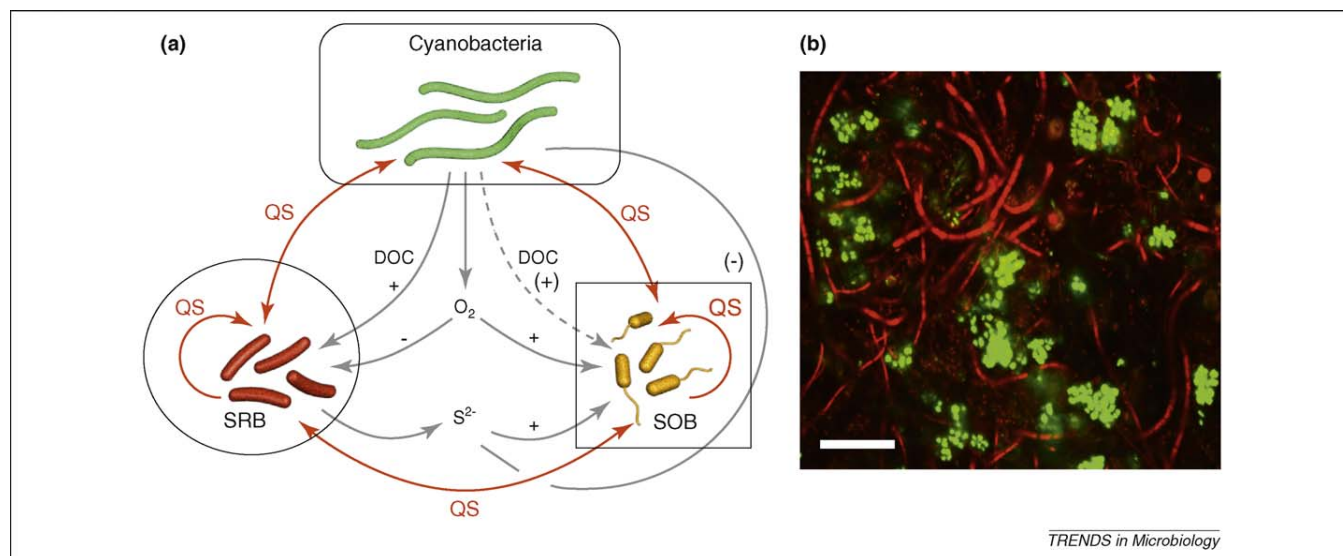 (a)
Cyanobacteria
(b)
QS
QS
DOC
DOC
(-)
+
(+)
QS
O2
QS
-
+
SRB
S2-
+
SOB
QS
TRENDS in Microbiology